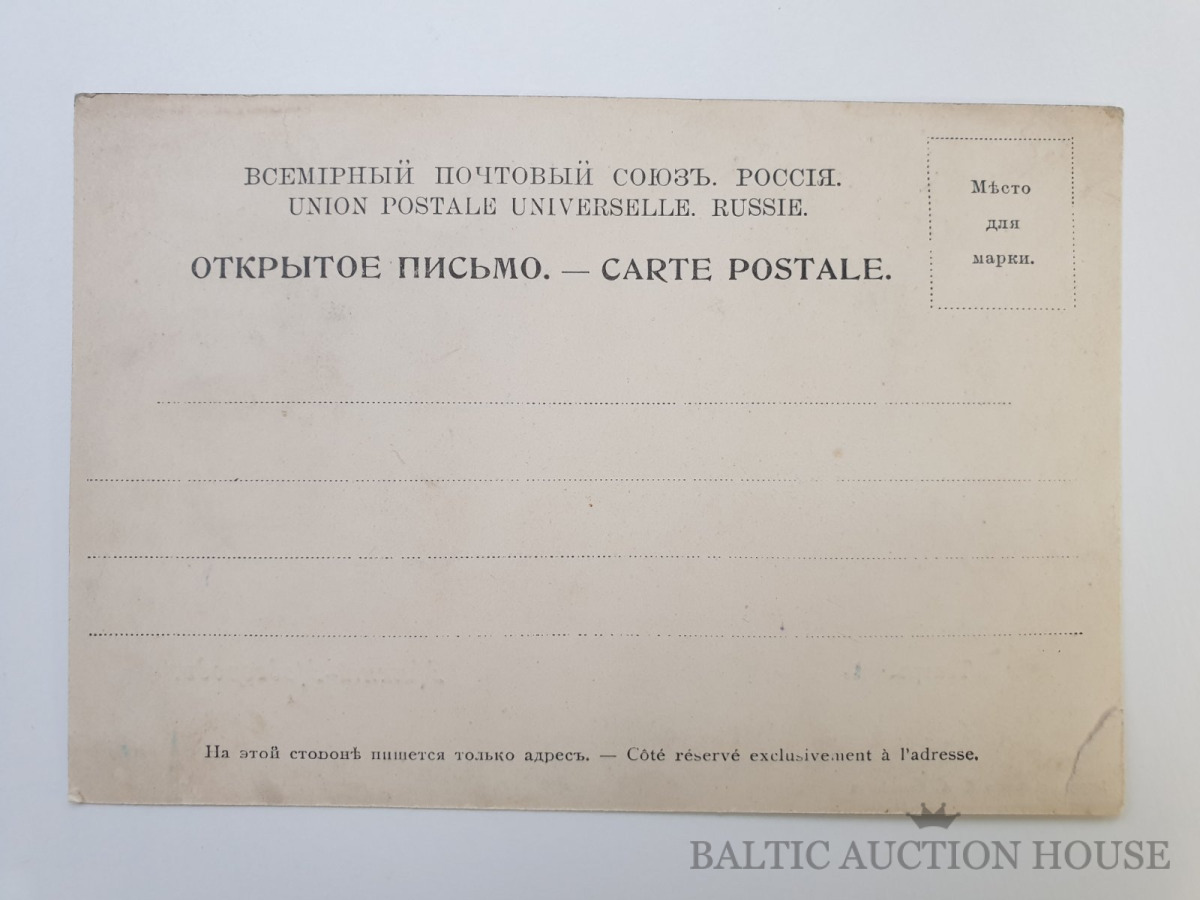 ВСЕМІРНЫЙ ПОЧТОВЫЙ СОЮЗЪ. РОССІЯ.
UNION POSTALE UNIVERSELLE. RUSSIE.
ОТКРЫТОЕ ПИСЬМО. — CARTE POSTALE.
Мѣсто
для
марки.
На этой сторонѣ пишется только адресъ. — Côté réservé exclusivement à l'adresse.
BALTIC AUCTION HOUSE